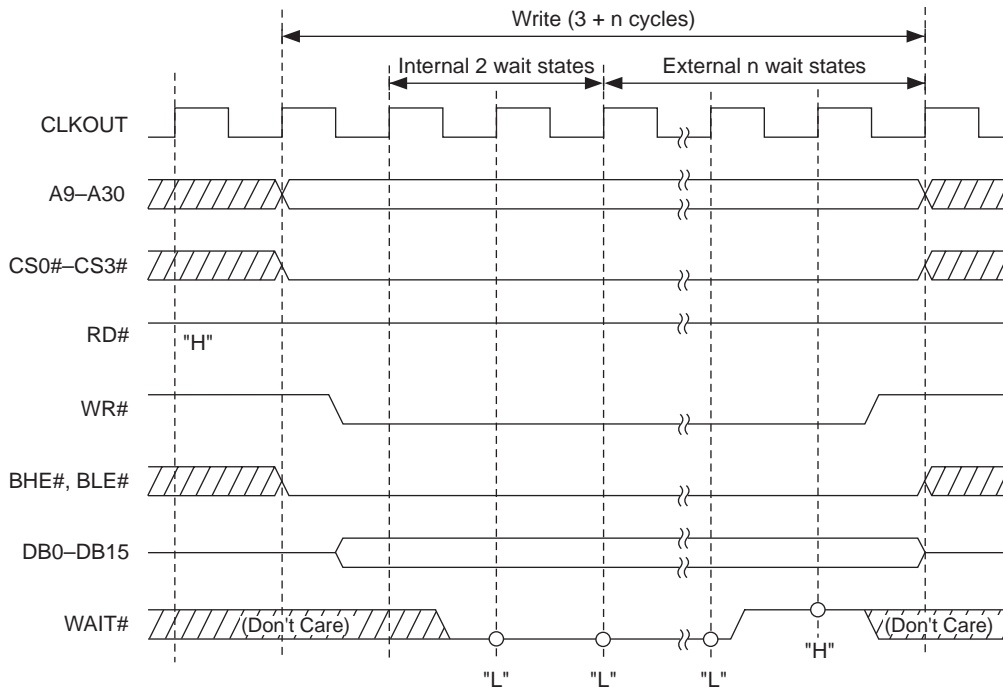 Write (3 + n cycles)
Internal 2 wait states
External n wait states
CLKOUT
A9–A30
CS0#–CS3#
RD#
"H"
WR#
BHE#, BLE#
DB0–DB15
WAIT#
(Don't Care)
(Don't Care)
"L"
"L"
"L"
"H"